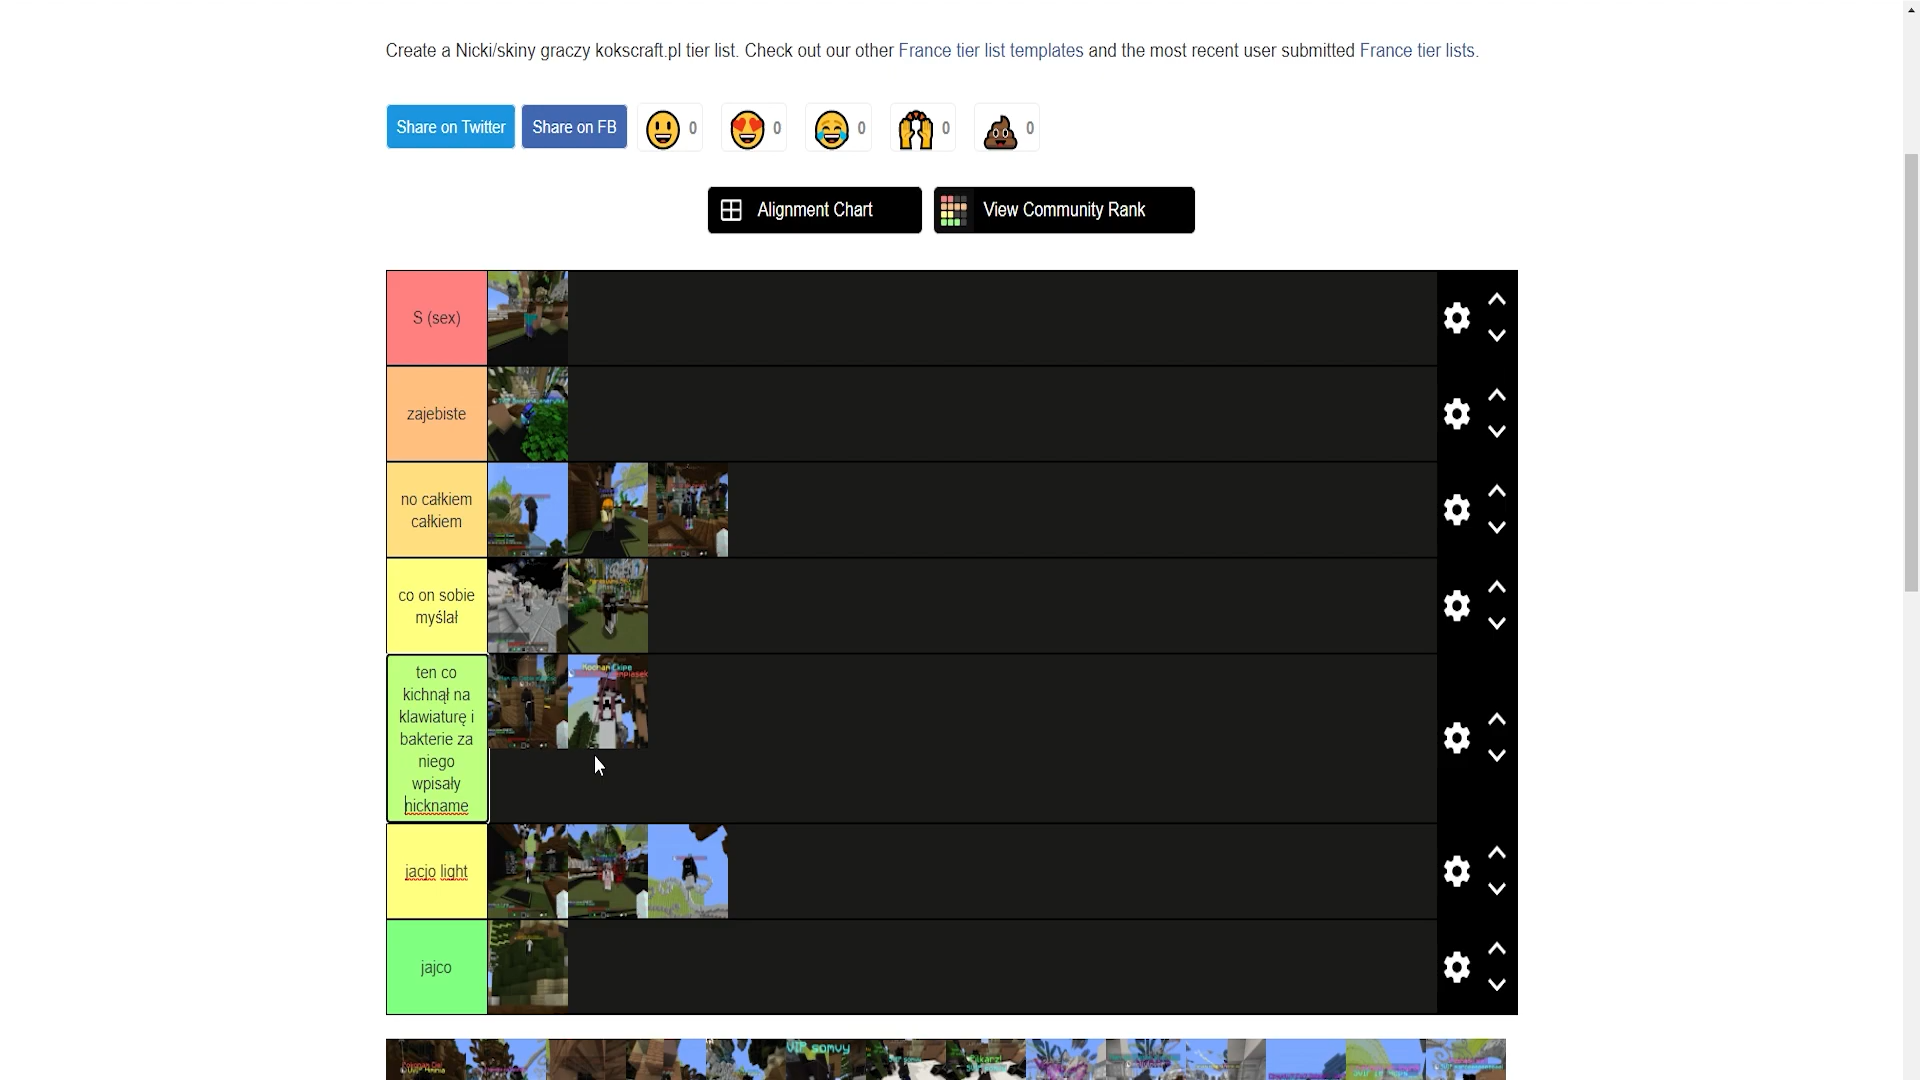 Create a Nicki/skiny graczy kokscraft.pl tier list. Check out our other France tier list templates and the most recent user submitted France tier lists.
Share on Twitter
Share on FB
0
0
0
0
0
Alignment Chart
View Community Rank
S (sex)
zajebiste
no całkiem
całkiem
co on sobie
myślał
ten co
kichnął na
klawiaturę i
bakterie za
niego
wpisały
hickname
jacjo light
jajco
VIP somvy